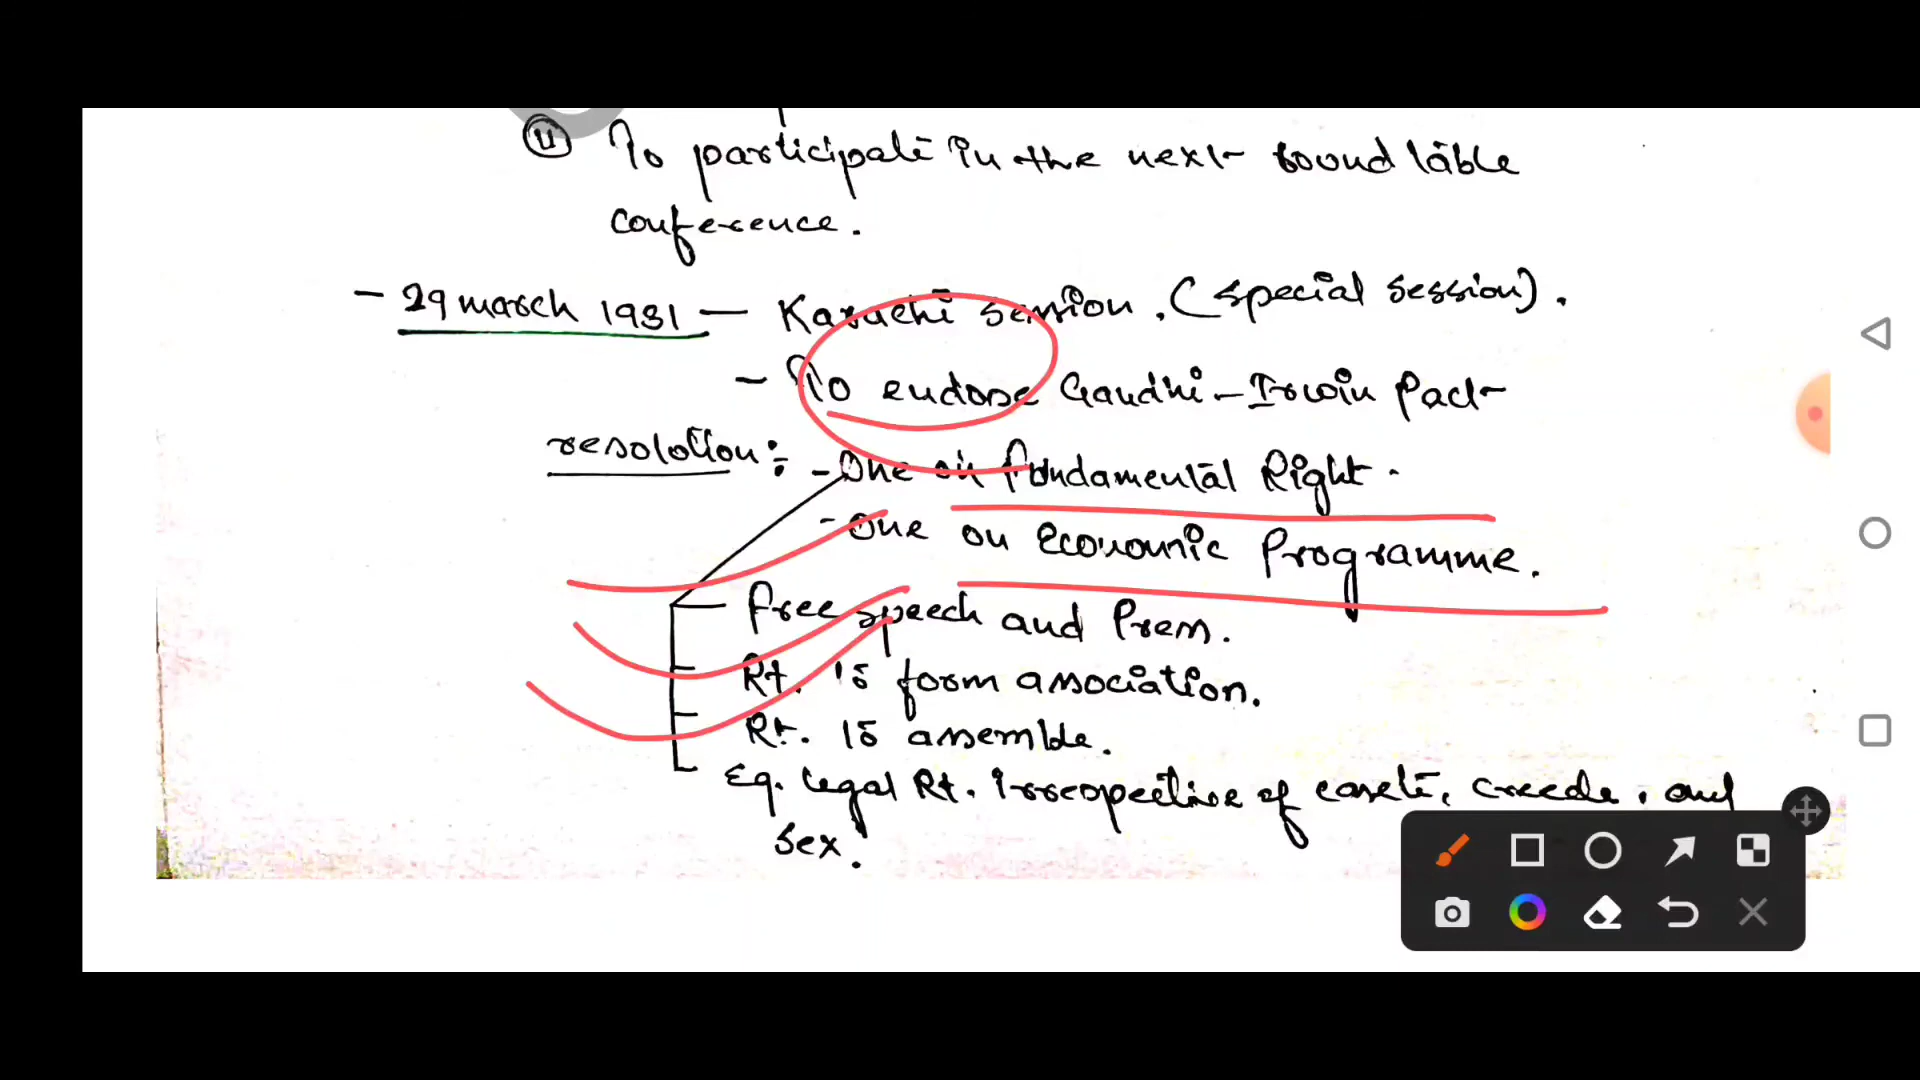 (ii) To participate in the next round table
conference.
- 29 march 1931 - Karachi session. (special session).
- To endose Gandhi-Irwin Pact
resolotion:- - One on fundamental Right.
- One on Economic Programme.
free speech and Press.
Rt. to form association.
Rt. to assemble.
Eq. legal Rt. irrespective of caste, creede, and
sex.